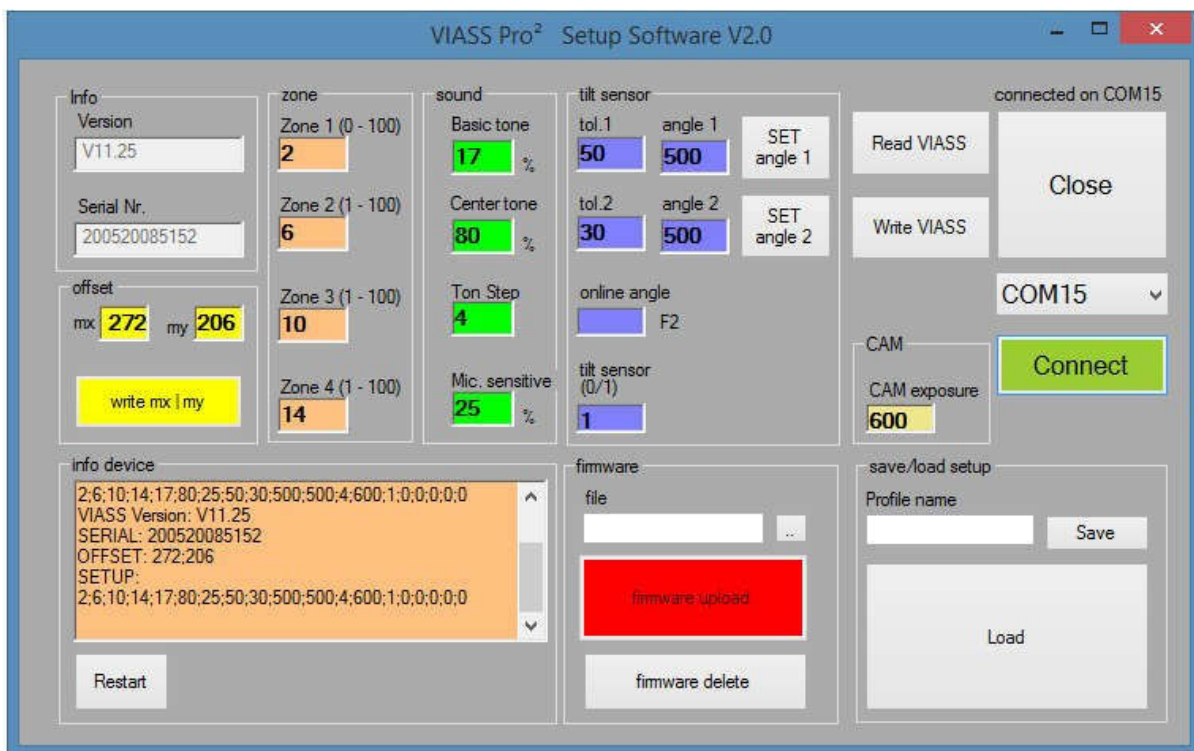 VIASS Pro² Setup Software V2.0
Info
Version
V11.25
Serial Nr.
200520085152
offset
mx 272 my 206
write mx | my
zone
Zone 1 (0 - 100)
2
Zone 2 (1 - 100)
6
Zone 3 (1 - 100)
10
Zone 4 (1 - 100)
14
sound
Basic tone
17 %
Center tone
80 %
Ton Step
4
Mic. sensitive
25 %
tilt sensor
tol.1 angle 1
50 500
SET
angle 1
tol.2 angle 2
30 500
SET
angle 2
online angle
F2
tilt sensor
(0/1)
1
Read VIASS
Write VIASS
connected on COM15
Close
COM15
Connect
CAM
CAM exposure
600
info device
2;6;10;14;17;80;25;50;30;500;500;4;600;1;0;0;0;0;0
VIASS Version: V11.25
SERIAL: 200520085152
OFFSET: 272;206
SETUP:
2;6;10;14;17;80;25;50;30;500;500;4;600;1;0;0;0;0;0
Restart
firmware
file
..
firmware upload
firmware delete
save/load setup
Profile name
Save
Load